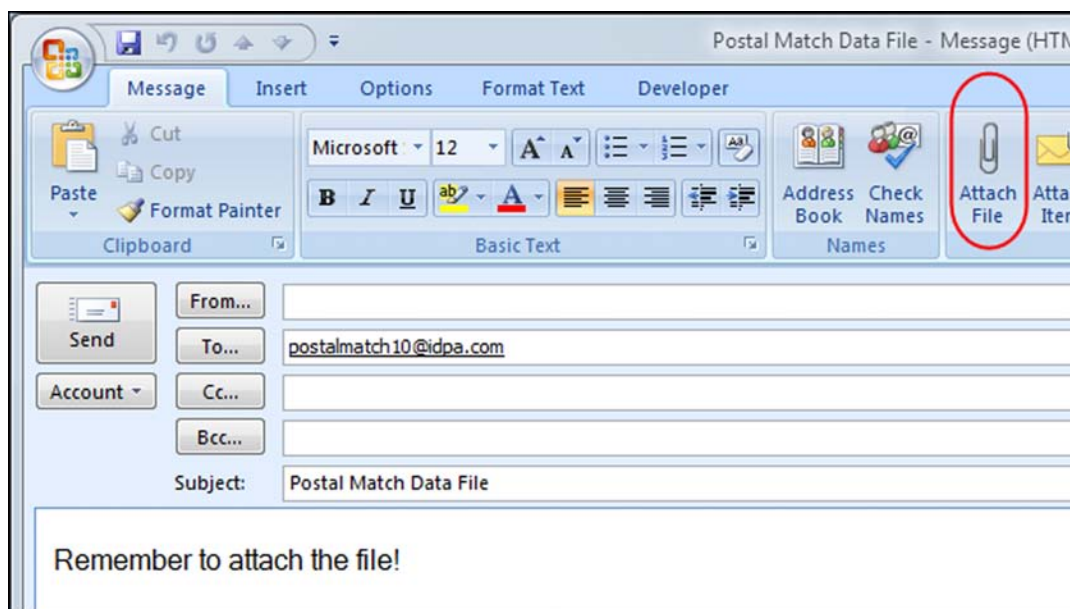 Postal Match Data File - Message (HTM
Message Insert Options Format Text Developer
Paste
Cut
Copy
Format Painter
Clipboard
Microsoft 12
B I U
Basic Text
Address Book
Check Names
Names
Attach File
Atta
Iter
Send
Account
From...
To... postalmatch10@idpa.com
Cc...
Bcc...
Subject: Postal Match Data File
Remember to attach the file!